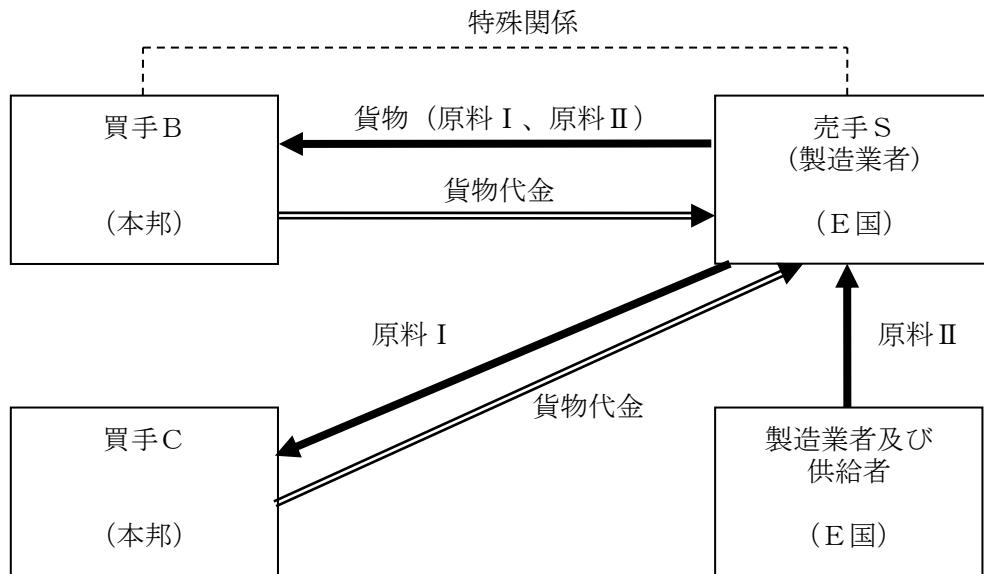 特殊関係
買手Ｂ
（本邦）
貨物（原料Ⅰ、原料Ⅱ）
貨物代金
売手Ｓ
（製造業者）
（Ｅ国）
原料Ⅰ
貨物代金
原料Ⅱ
買手Ｃ
（本邦）
製造業者及び
供給者
（Ｅ国）